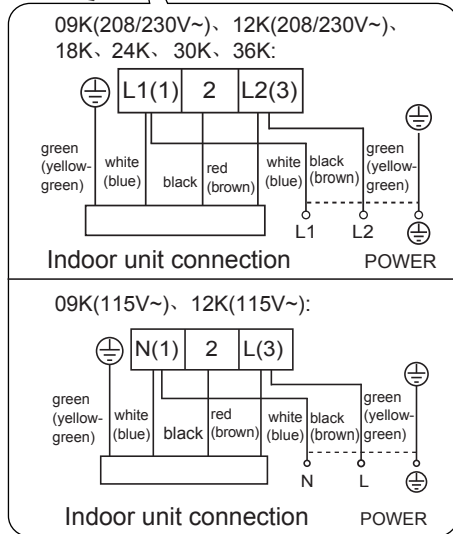 09K(208/230V~)、12K(208/230V~)、
18K、24K、30K、36K:
L1(1) 2 L2(3)
green
(yellow-
green)
white
(blue)
black
red
(brown)
white
(blue)
black
(brown)
green
(yellow-
green)
L1 L2
Indoor unit connection POWER
09K(115V~)、12K(115V~):
N(1) 2 L(3)
green
(yellow-
green)
white
(blue)
black
red
(brown)
white
(blue)
black
(brown)
green
(yellow-
green)
N L
Indoor unit connection POWER